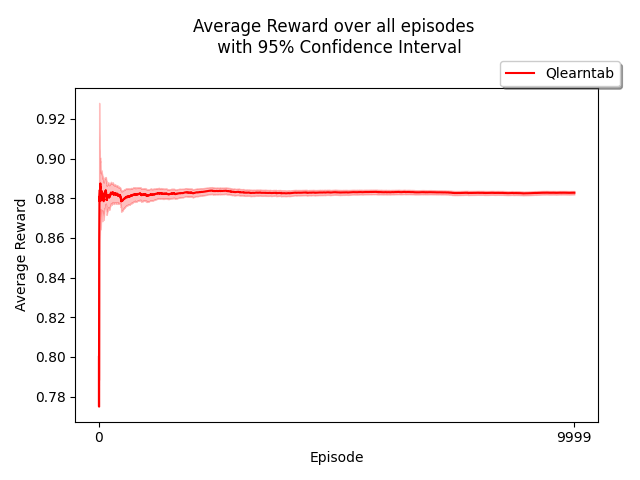 Average Reward over all episodes
with 95% Confidence Interval
Qlearntab
0.92
0.90
0.88
0.86
0.84
0.82
0.80
0.78
Average Reward
0
9999
Episode